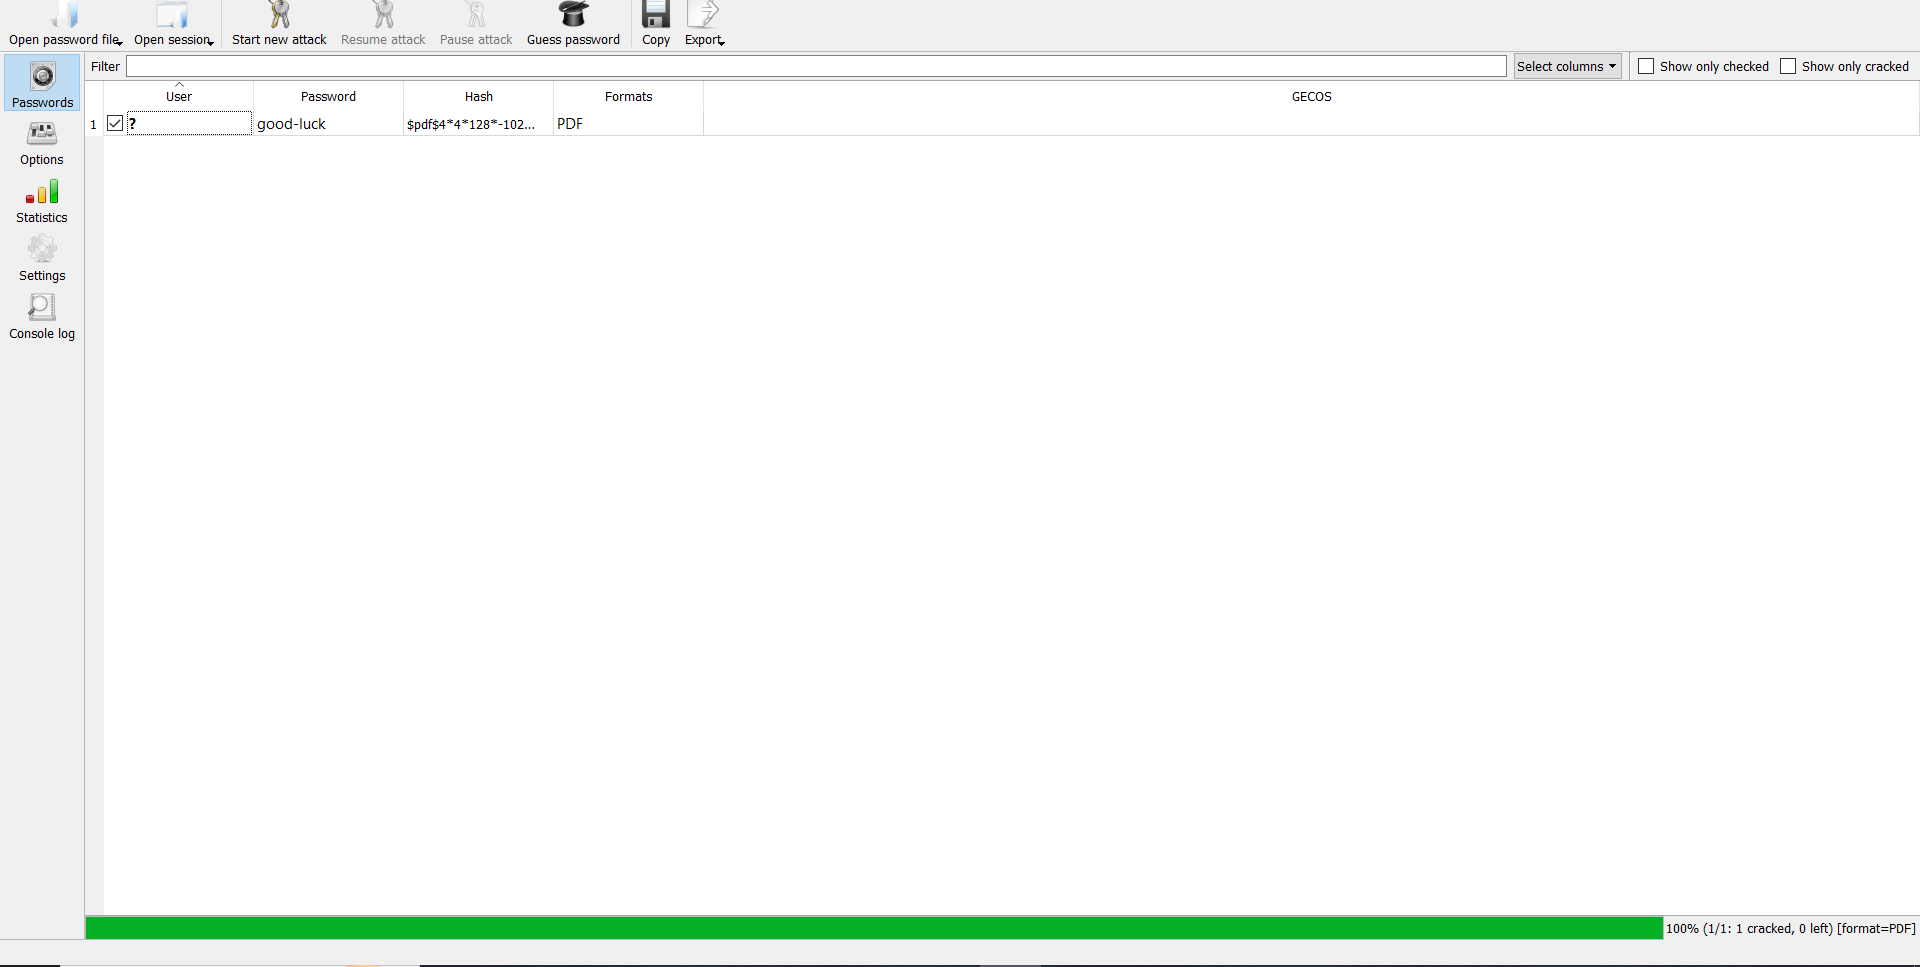 Open password file Open session Start new attack Resume attack Pause attack Guess password Copy Export
Filter Select columns Show only checked Show only cracked
User Password Hash Formats GECOS
1 ? good-luck $pdf$4*4*128*-102... PDF
Passwords
Options
Statistics
Settings
Console log
100% (1/1: 1 cracked, 0 left) [format=PDF]